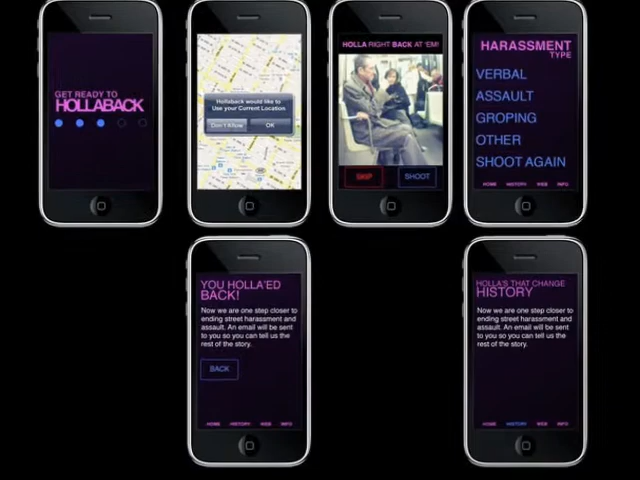 GET READY TO
HOLLABACK
Hollaback would like to
Use your Current Location
Don't Allow
OK
HOLLA RIGHT BACK AT 'EM!
SKIP
SHOOT
HARASSMENT
TYPE
VERBAL
ASSAULT
GROPING
OTHER
SHOOT AGAIN
HOME HISTORY WEB INFO
YOU HOLLA'ED
BACK!
Now we are one step closer to
ending street harassment and
assault. An email will be sent
to you so you can tell us the
rest of the story.
BACK
HOME HISTORY WEB INFO
HOLLA'S THAT CHANGE
HISTORY
Now we are one step closer to
ending street harassment and
assault. An email will be sent
to you so you can tell us the
rest of the story.
HOME HISTORY WEB INFO